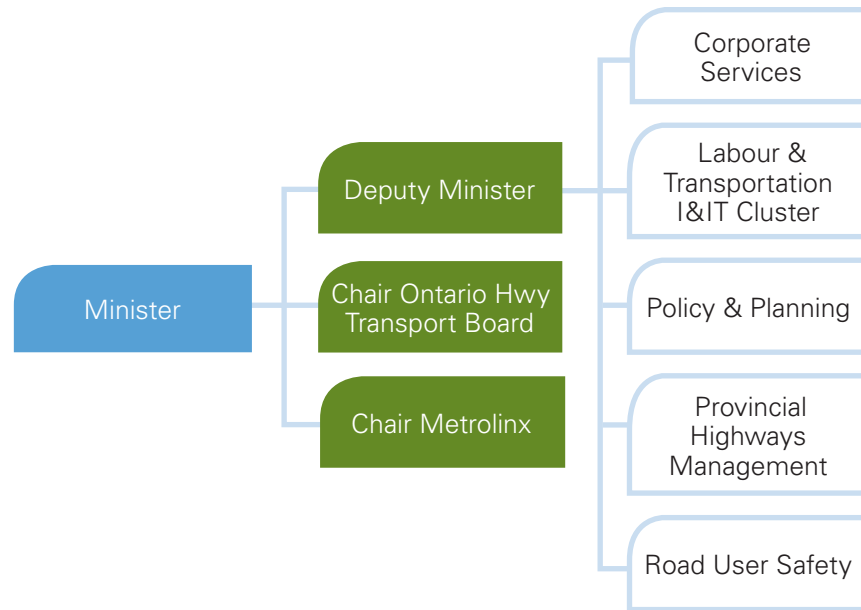 Minister
Deputy Minister
Chair Ontario Hwy
Transport Board
Chair Metrolinx
Corporate
Services
Labour &
Transportation
I&IT Cluster
Policy & Planning
Provincial
Highways
Management
Road User Safety